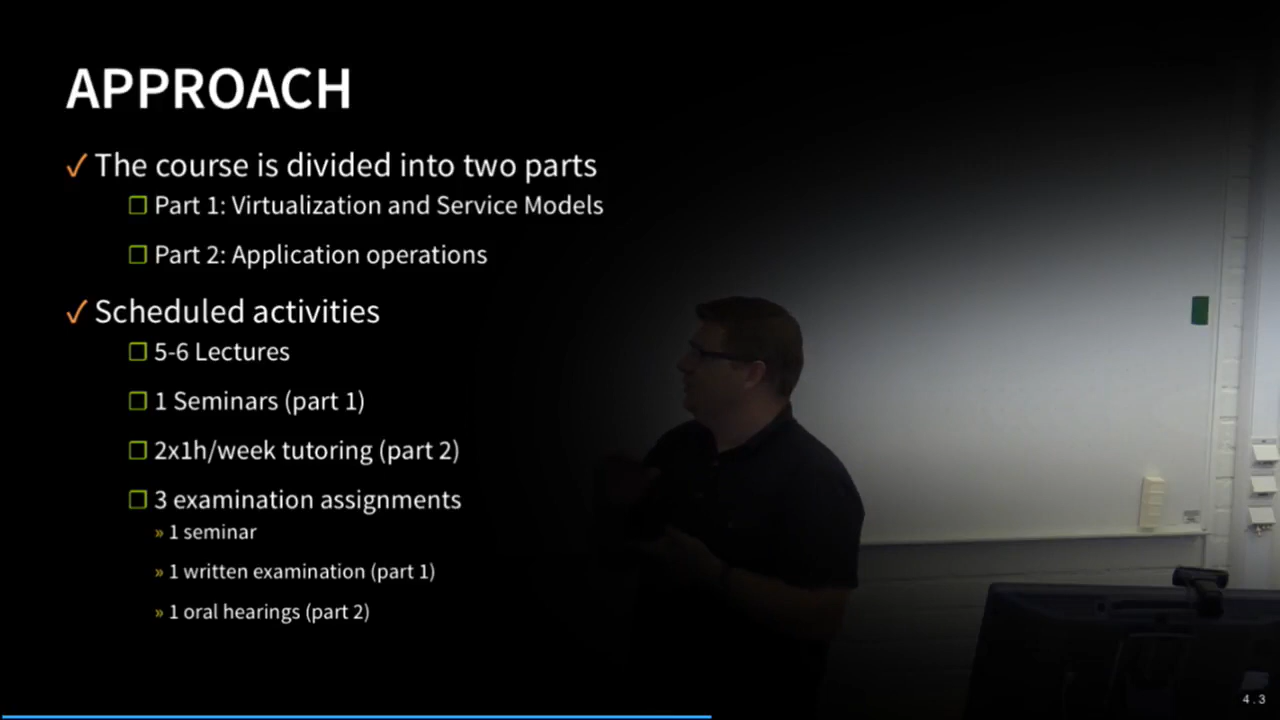 APPROACH
✓ The course is divided into two parts
❐ Part 1: Virtualization and Service Models
❐ Part 2: Application operations
✓ Scheduled activities
❐ 5-6 Lectures
❐ 1 Seminars (part 1)
❐ 2x1h/week tutoring (part 2)
❐ 3 examination assignments
» 1 seminar
» 1 written examination (part 1)
» 1 oral hearings (part 2)
4.3